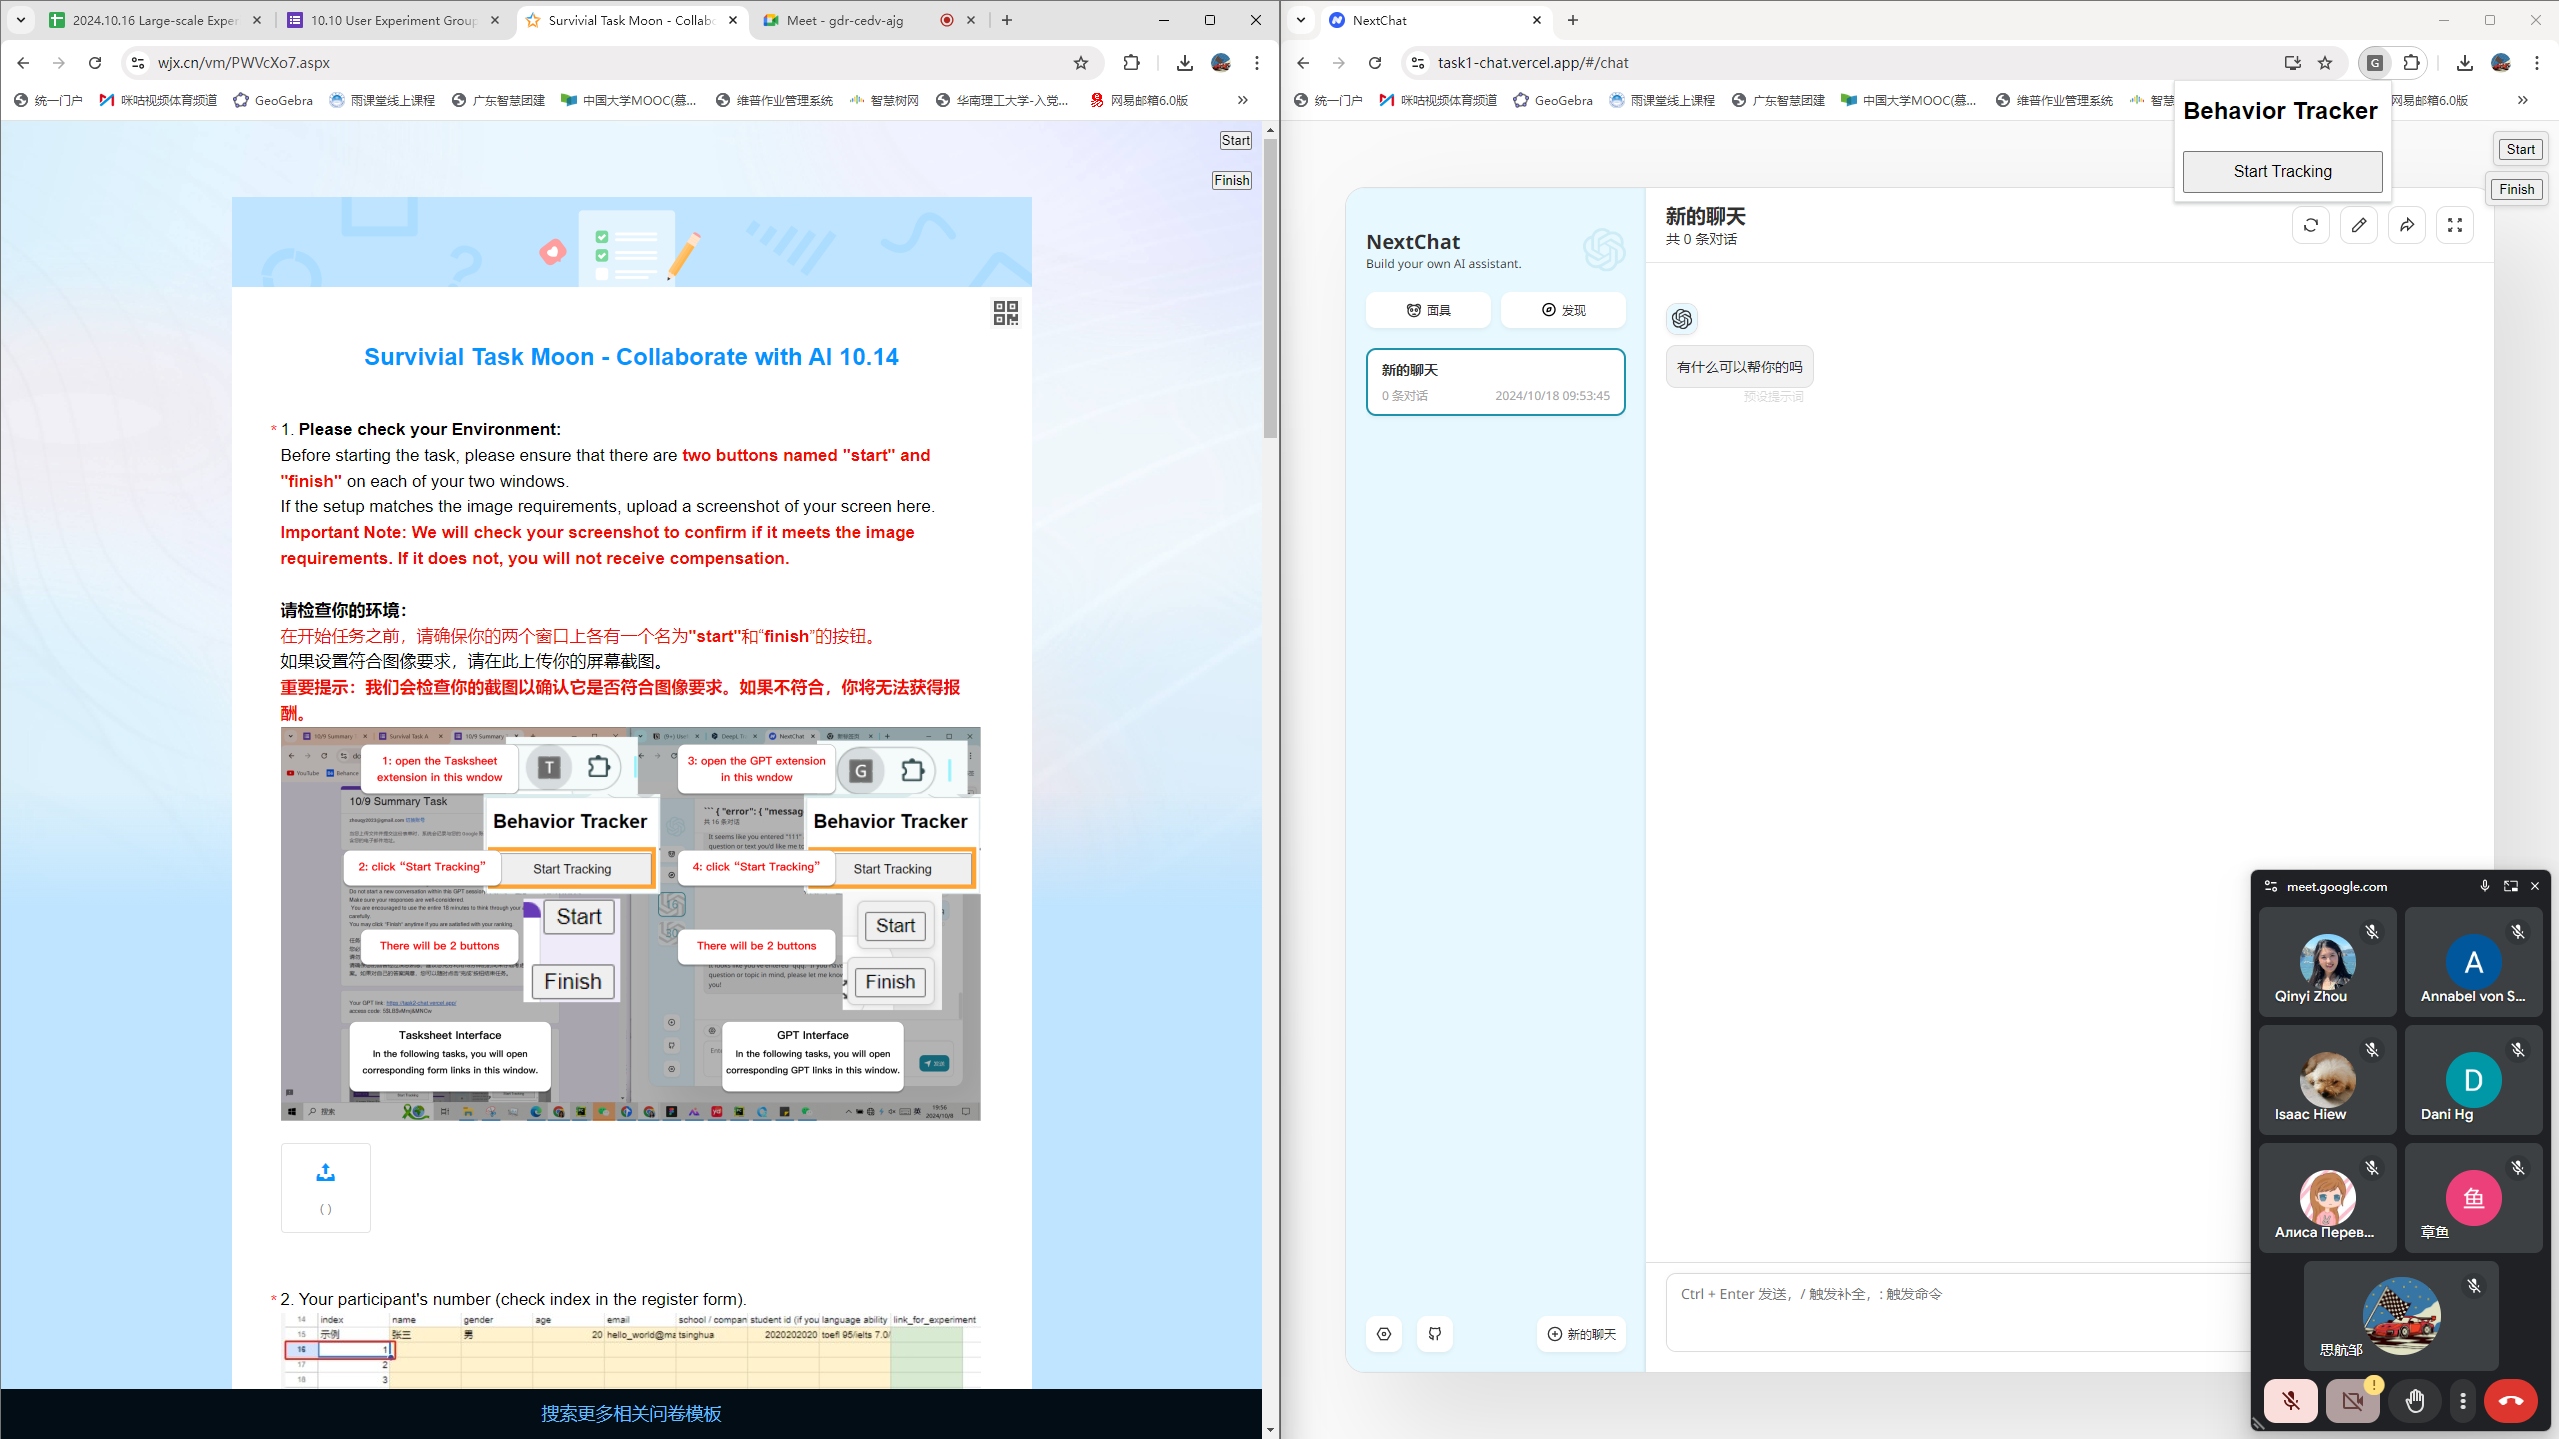 2024.10.16 Large-scale Exper
10.10 User Experiment Group
Survivial Task Moon - Collabo
Meet - gdr-cedv-ajg
wjx.cn/vm/PWVcXo7.aspx
统一门户
咪咕视频体育频道
GeoGebra
雨课堂线上课程
广东智慧团建
中国大学MOOC(慕...
维普作业管理系统
智慧树网
华南理工大学-入党...
网易邮箱6.0版
Start
Finish
Survivial Task Moon - Collaborate with AI 10.14
* 1. Please check your Environment:
Before starting the task, please ensure that there are two buttons named "start" and
"finish" on each of your two windows.
If the setup matches the image requirements, upload a screenshot of your screen here.
Important Note: We will check your screenshot to confirm if it meets the image
requirements. If it does not, you will not receive compensation.
请检查你的环境：
在开始任务之前，请确保你的两个窗口上各有一个名为"start"和“finish”的按钮。
如果设置符合图像要求，请在此上传你的屏幕截图。
重要提示：我们会检查你的截图以确认它是否符合图像要求。如果不符合，你将无法获得报
酬。
1: open the Tasksheet
extension in this wndow
T
3: open the GPT extension
in this wndow
G
10/9 Summary Task
Behavior Tracker
Behavior Tracker
2: click “Start Tracking”
Start Tracking
4: click “Start Tracking”
Start Tracking
Start
Start
There will be 2 buttons
There will be 2 buttons
Finish
Finish
Tasksheet Interface
In the following tasks, you will open
corresponding form links in this window.
GPT Interface
In the following tasks, you will open
corresponding GPT links in this window.
搜索
19:56
2024/10/8
( )
* 2. Your participant's number (check index in the register form).
14 index name gender age email school / compan student id (if you language ability link_for_experiment
15 示例 张三 男 20 hello_world@ma tsinghua 2020202020 toefl 95/ielts 7.0/
16 1
17 2
18 3
搜索更多相关问卷模板
NextChat
task1-chat.vercel.app/#/chat
G
统一门户
咪咕视频体育频道
GeoGebra
雨课堂线上课程
广东智慧团建
中国大学MOOC(慕...
维普作业管理系统
智慧
网易邮箱6.0版
Behavior Tracker
Start Tracking
Start
Finish
NextChat
Build your own AI assistant.
面具
发现
新的聊天
0 条对话
2024/10/18 09:53:45
新的聊天
共 0 条对话
有什么可以帮你的吗
预设提示词
Ctrl + Enter 发送，/ 触发补全，: 触发命令
新的聊天
meet.google.com
Qinyi Zhou
A
Annabel von S...
Isaac Hiew
D
Dani Hg
Алиса Перев...
鱼
章鱼
思航邹